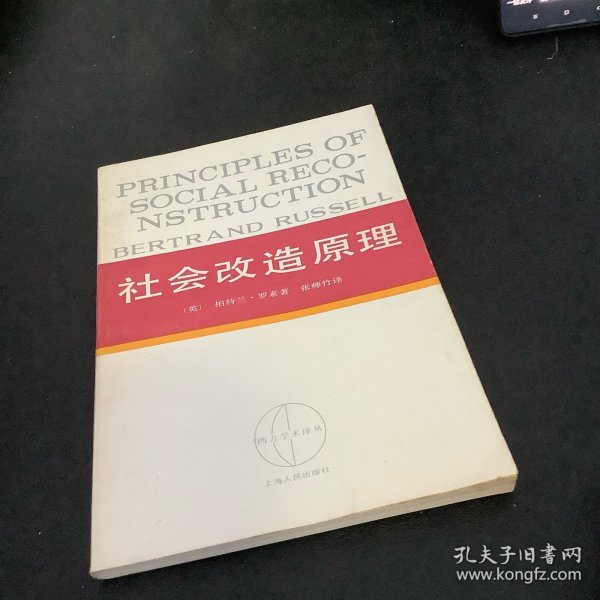 PRINCIPLES OF
SOCIAL RECO-
NSTRUCTION
BERTRAND RUSSELL
社会改造原理
〔英〕 柏特兰·罗素著 张师竹译
西方学术译丛
上海人民出版社
孔夫子旧書网
www.kongfz.com